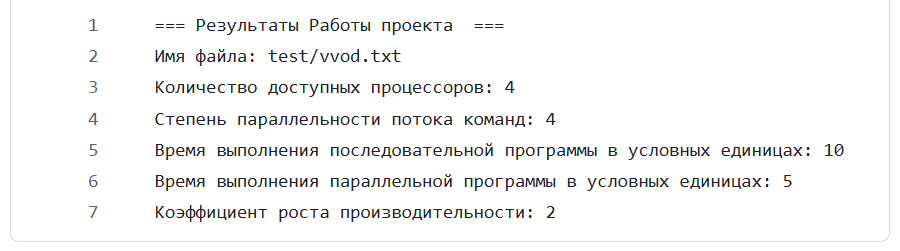 1 === Результаты Работы проекта  ===
2 Имя файла: test/vvod.txt
3 Количество доступных процессоров: 4
4 Степень параллельности потока команд: 4
5 Время выполнения последовательной программы в условных единицах: 10
6 Время выполнения параллельной программы в условных единицах: 5
7 Коэффициент роста производительности: 2